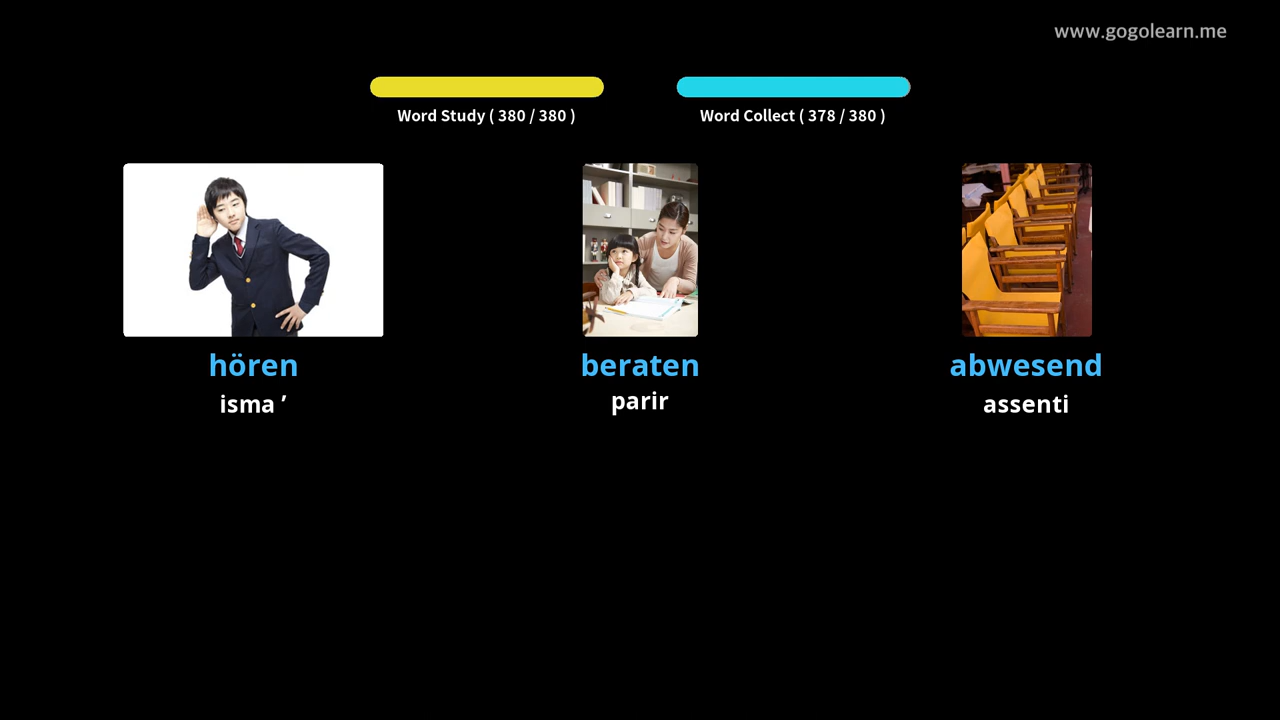 www.gogolearn.me
Word Study ( 380 / 380 )
Word Collect ( 378 / 380 )
hören
beraten
abwesend
isma ’
parir
assenti